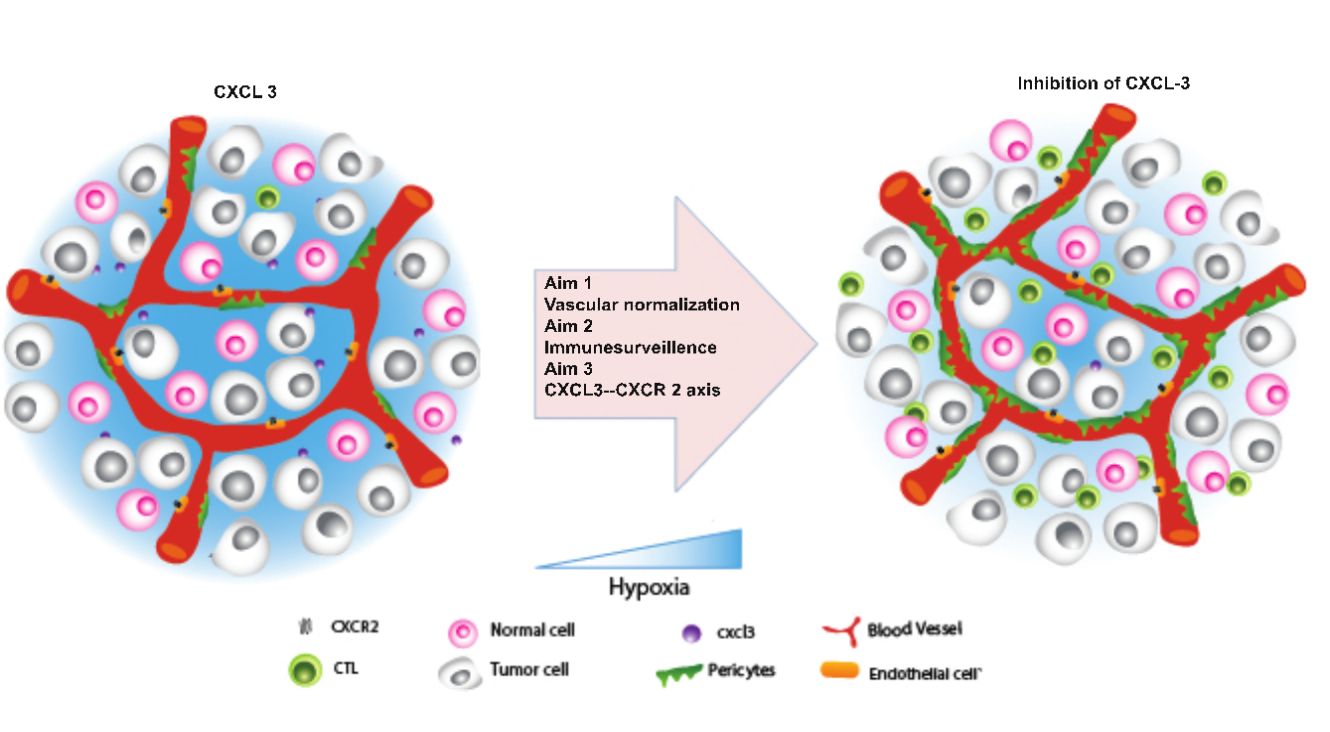 CXCL 3
Inhibition of CXCL-3
Aim 1
Vascular normalization
Aim 2
Immunesurveillence
Aim 3
CXCL3--CXCR 2 axis
Hypoxia
CXCR2
Normal cell
cxcl3
Blood Vessel
CTL
Tumor cell
Pericytes
Endothelial cell`